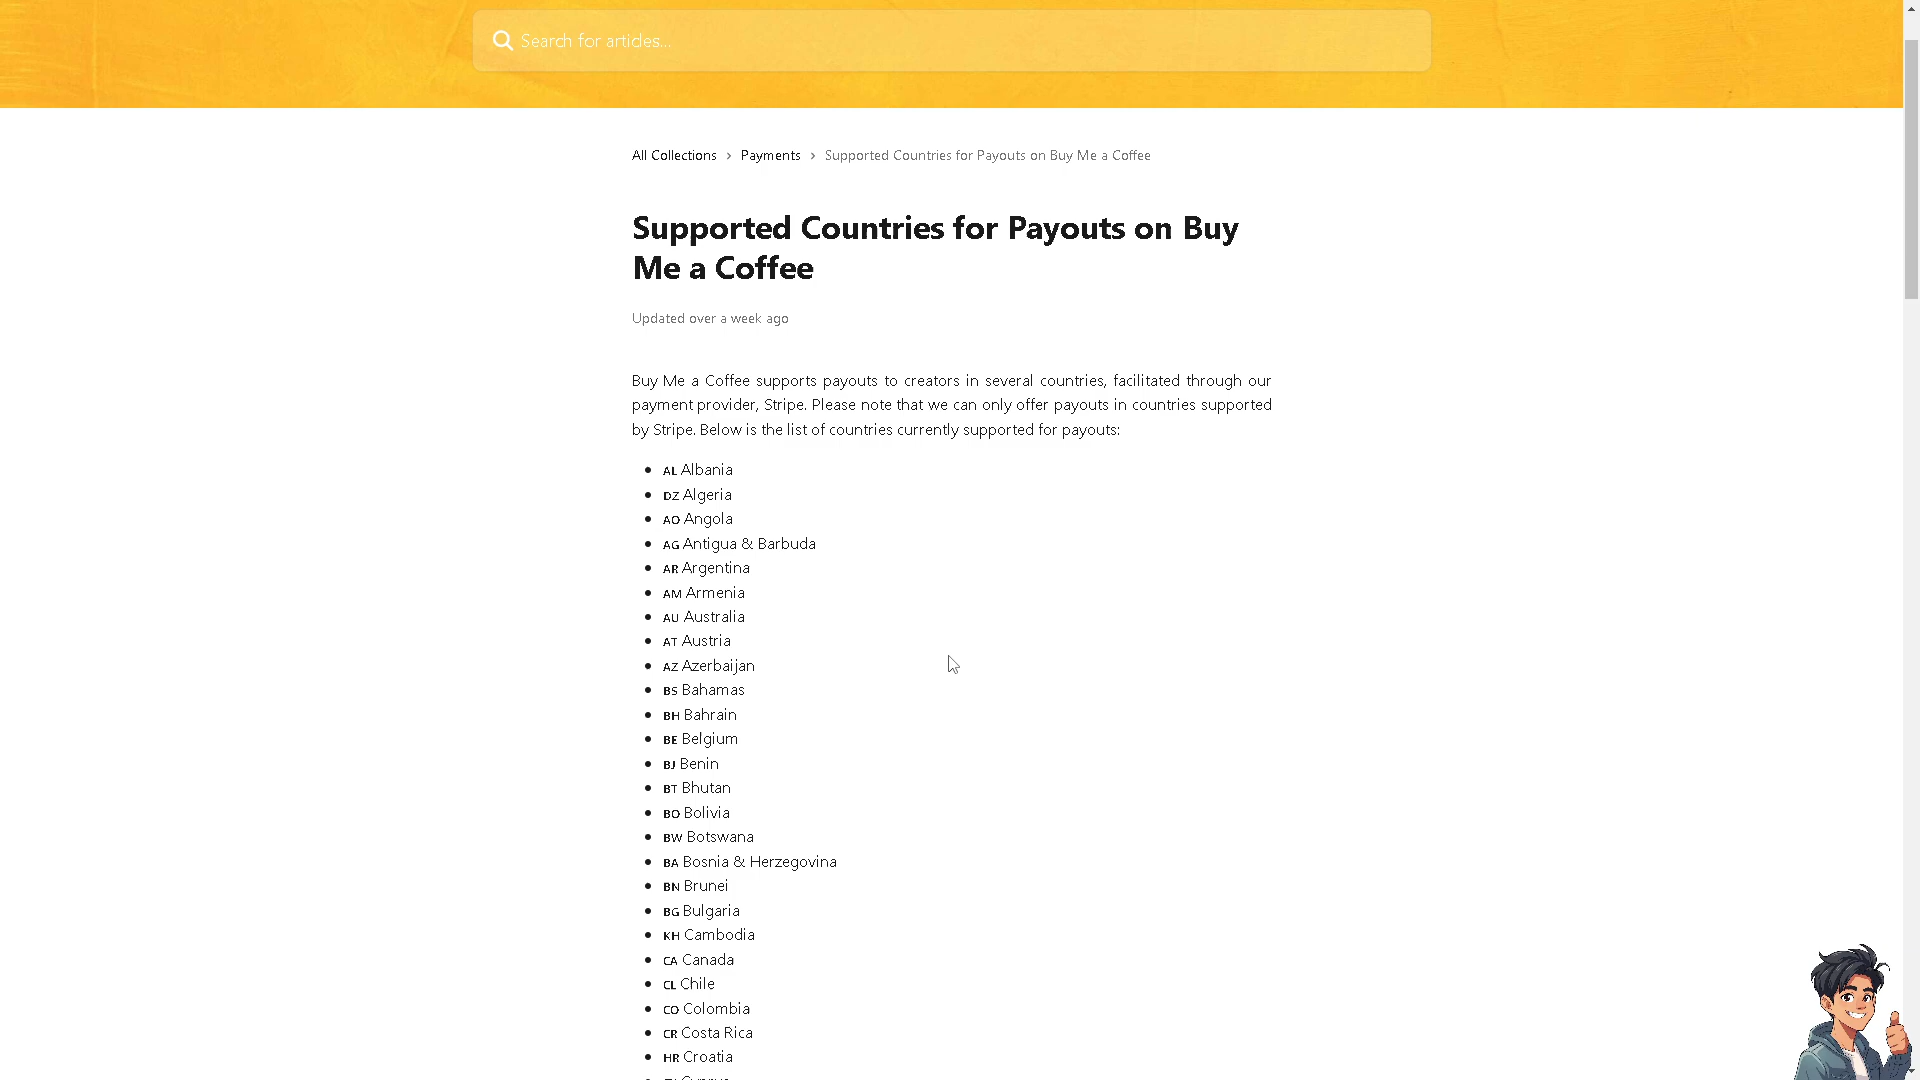 Search for articles...
All Collections > Payments > Supported Countries for Payouts on Buy Me a Coffee
Supported Countries for Payouts on Buy
Me a Coffee
Updated over a week ago
Buy Me a Coffee supports payouts to creators in several countries, facilitated through our
payment provider, Stripe. Please note that we can only offer payouts in countries supported
by Stripe. Below is the list of countries currently supported for payouts:
• AL Albania
• DZ Algeria
• AO Angola
• AG Antigua & Barbuda
• AR Argentina
• AM Armenia
• AU Australia
• AT Austria
• AZ Azerbaijan
• BS Bahamas
• BH Bahrain
• BE Belgium
• BJ Benin
• BT Bhutan
• BO Bolivia
• BW Botswana
• BA Bosnia & Herzegovina
• BN Brunei
• BG Bulgaria
• KH Cambodia
• CA Canada
• CL Chile
• CO Colombia
• CR Costa Rica
• HR Croatia